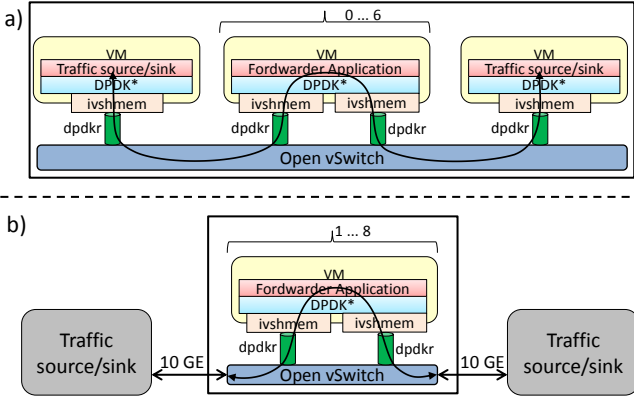 a)
0 ... 6
VM
Traffic source/sink
DPDK*
ivshmem
dpdkr
VM
Fordwarder Application
DPDK*
ivshmem
ivshmem
dpdkr
dpdkr
VM
Traffic source/sink
DPDK*
ivshmem
dpdkr
Open vSwitch
b)
1 ... 8
VM
Fordwarder Application
DPDK*
ivshmem
ivshmem
dpdkr
dpdkr
Open vSwitch
Traffic
source/sink
10 GE
10 GE
Traffic
source/sink